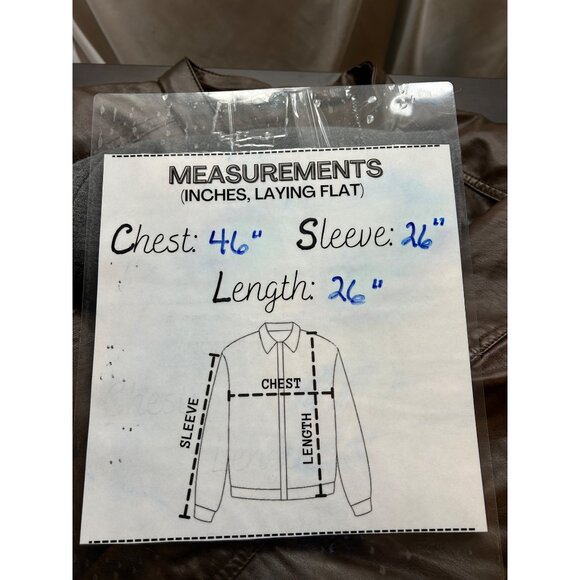 MEASUREMENTS
(INCHES, LAYING FLAT)
Chest: 46" Sleeve: 26"
Length: 26"
CHEST
SLEEVE
LENGTH